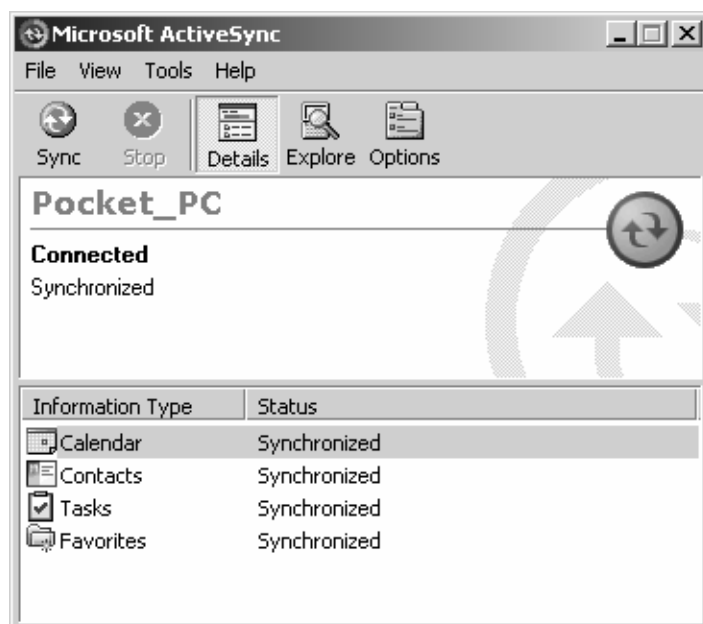 Microsoft ActiveSync
File View Tools Help
Sync Stop Details Explore Options
Pocket_PC
Connected
Synchronized
Information Type Status
Calendar Synchronized
Contacts Synchronized
Tasks Synchronized
Favorites Synchronized